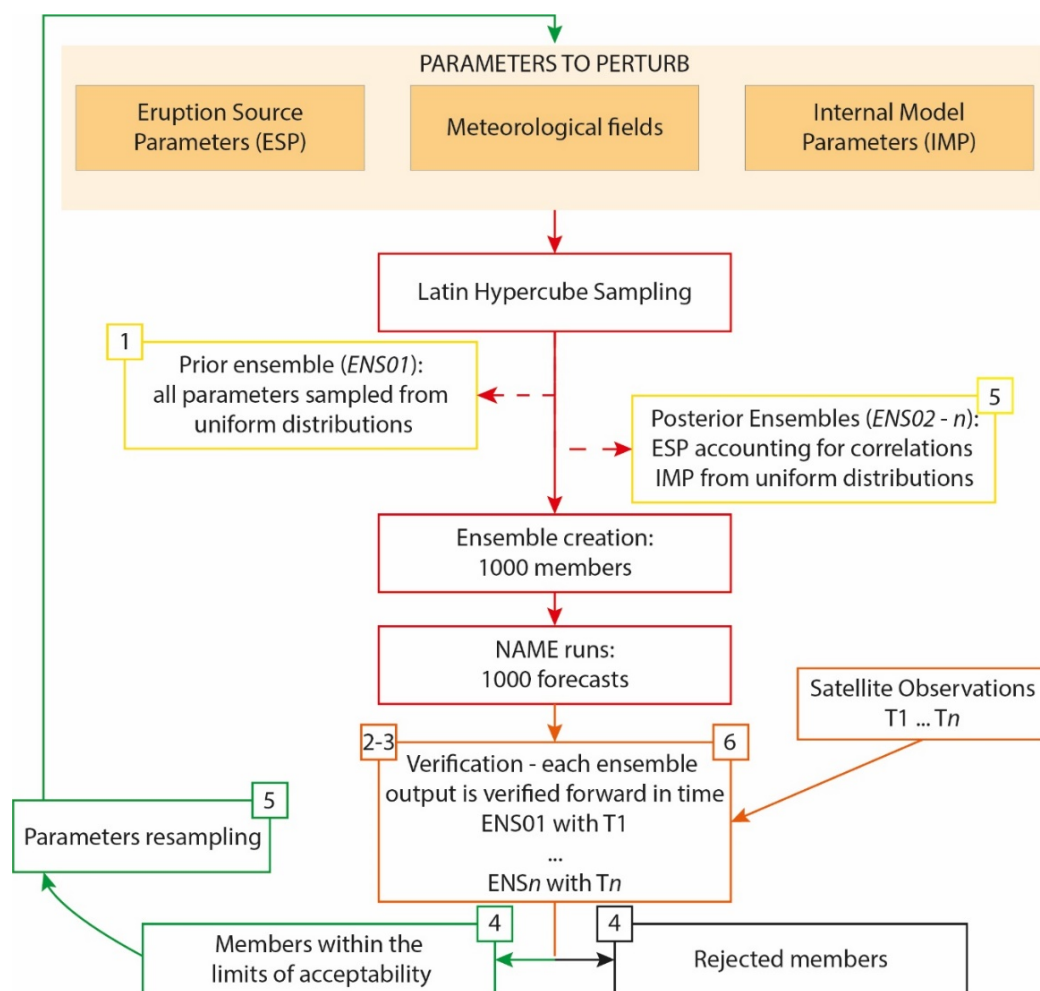 PARAMETERS TO PERTURB
Eruption Source
Parameters (ESP)
Meteorological fields
Internal Model
Parameters (IMP)
Latin Hypercube Sampling
1
Prior ensemble (ENS01):
all parameters sampled from
uniform distributions
5
Posterior Ensembles (ENS02 - n):
ESP accounting for correlations
IMP from uniform distributions
Ensemble creation:
1000 members
NAME runs:
1000 forecasts
Satellite Observations
T1 ... Tn
2-3
6
Verification - each ensemble
output is verified forward in time
ENS01 with T1
...
ENSn with Tn
5
Parameters resampling
4
Members within the
limits of acceptability
4
Rejected members